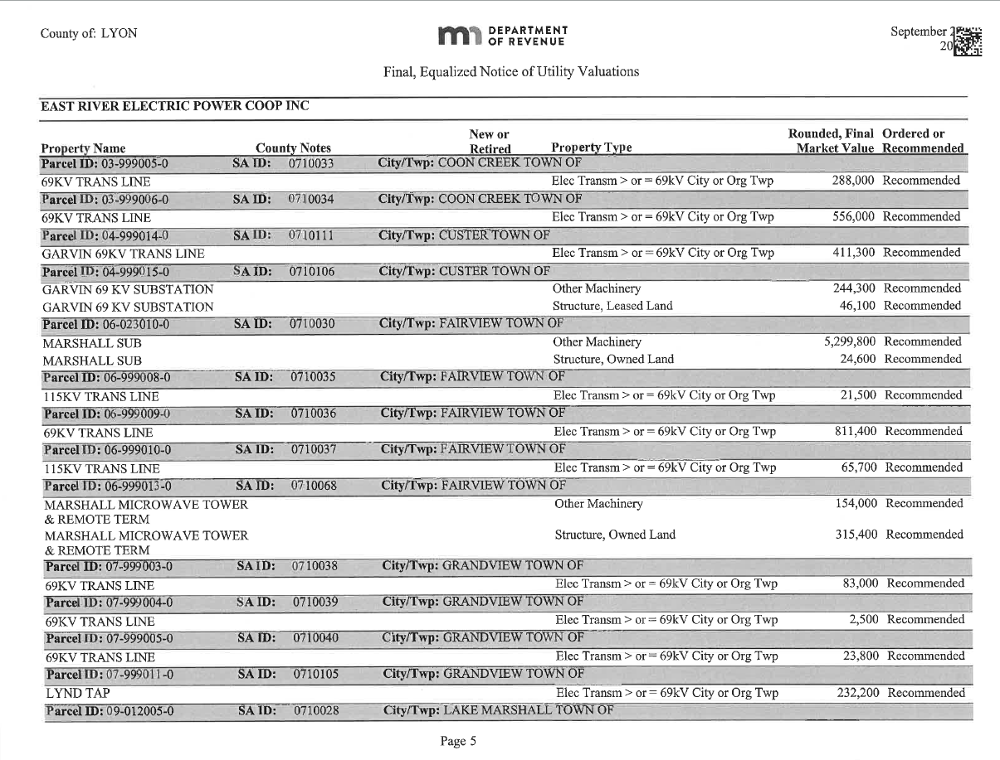 County of: LYON
DEPARTMENT
OF REVENUE
September
20
Final, Equalized Notice of Utility Valuations
EAST RIVER ELECTRIC POWER COOP INC
Property Name County Notes New or Retired Property Type Rounded, Final Market Value Ordered or Recommended
Parcel ID: 03-999005-0 SA ID: 0710033 City/Twp: COON CREEK TOWN OF
69KV TRANS LINE Elec Transm > or = 69kV City or Org Twp 288,000 Recommended
Parcel ID: 03-999006-0 SA ID: 0710034 City/Twp: COON CREEK TOWN OF
69KV TRANS LINE Elec Transm > or = 69kV City or Org Twp 556,000 Recommended
Parcel ID: 04-999014-0 SA ID: 0710111 City/Twp: CUSTER TOWN OF
GARVIN 69KV TRANS LINE Elec Transm > or = 69kV City or Org Twp 411,300 Recommended
Parcel ID: 04-999015-0 SA ID: 0710106 City/Twp: CUSTER TOWN OF
GARVIN 69 KV SUBSTATION Other Machinery 244,300 Recommended
GARVIN 69 KV SUBSTATION Structure, Leased Land 46,100 Recommended
Parcel ID: 06-023010-0 SA ID: 0710030 City/Twp: FAIRVIEW TOWN OF
MARSHALL SUB Other Machinery 5,299,800 Recommended
MARSHALL SUB Structure, Owned Land 24,600 Recommended
Parcel ID: 06-999008-0 SA ID: 0710035 City/Twp: FAIRVIEW TOWN OF
115KV TRANS LINE Elec Transm > or = 69kV City or Org Twp 21,500 Recommended
Parcel ID: 06-999009-0 SA ID: 0710036 City/Twp: FAIRVIEW TOWN OF
69KV TRANS LINE Elec Transm > or = 69kV City or Org Twp 811,400 Recommended
Parcel ID: 06-999010-0 SA ID: 0710037 City/Twp: FAIRVIEW TOWN OF
115KV TRANS LINE Elec Transm > or = 69kV City or Org Twp 65,700 Recommended
Parcel ID: 06-999013-0 SA ID: 0710068 City/Twp: FAIRVIEW TOWN OF
MARSHALL MICROWAVE TOWER Other Machinery 154,000 Recommended
& REMOTE TERM
MARSHALL MICROWAVE TOWER Structure, Owned Land 315,400 Recommended
& REMOTE TERM
Parcel ID: 07-999003-0 SA ID: 0710038 City/Twp: GRANDVIEW TOWN OF
69KV TRANS LINE Elec Transm > or = 69kV City or Org Twp 83,000 Recommended
Parcel ID: 07-999004-0 SA ID: 0710039 City/Twp: GRANDVIEW TOWN OF
69KV TRANS LINE Elec Transm > or = 69kV City or Org Twp 2,500 Recommended
Parcel ID: 07-999005-0 SA ID: 0710040 City/Twp: GRANDVIEW TOWN OF
69KV TRANS LINE Elec Transm > or = 69kV City or Org Twp 23,800 Recommended
Parcel ID: 07-999011-0 SA ID: 0710105 City/Twp: GRANDVIEW TOWN OF
LYND TAP Elec Transm > or = 69kV City or Org Twp 232,200 Recommended
Parcel ID: 09-012005-0 SA ID: 0710028 City/Twp: LAKE MARSHALL TOWN OF
Page 5